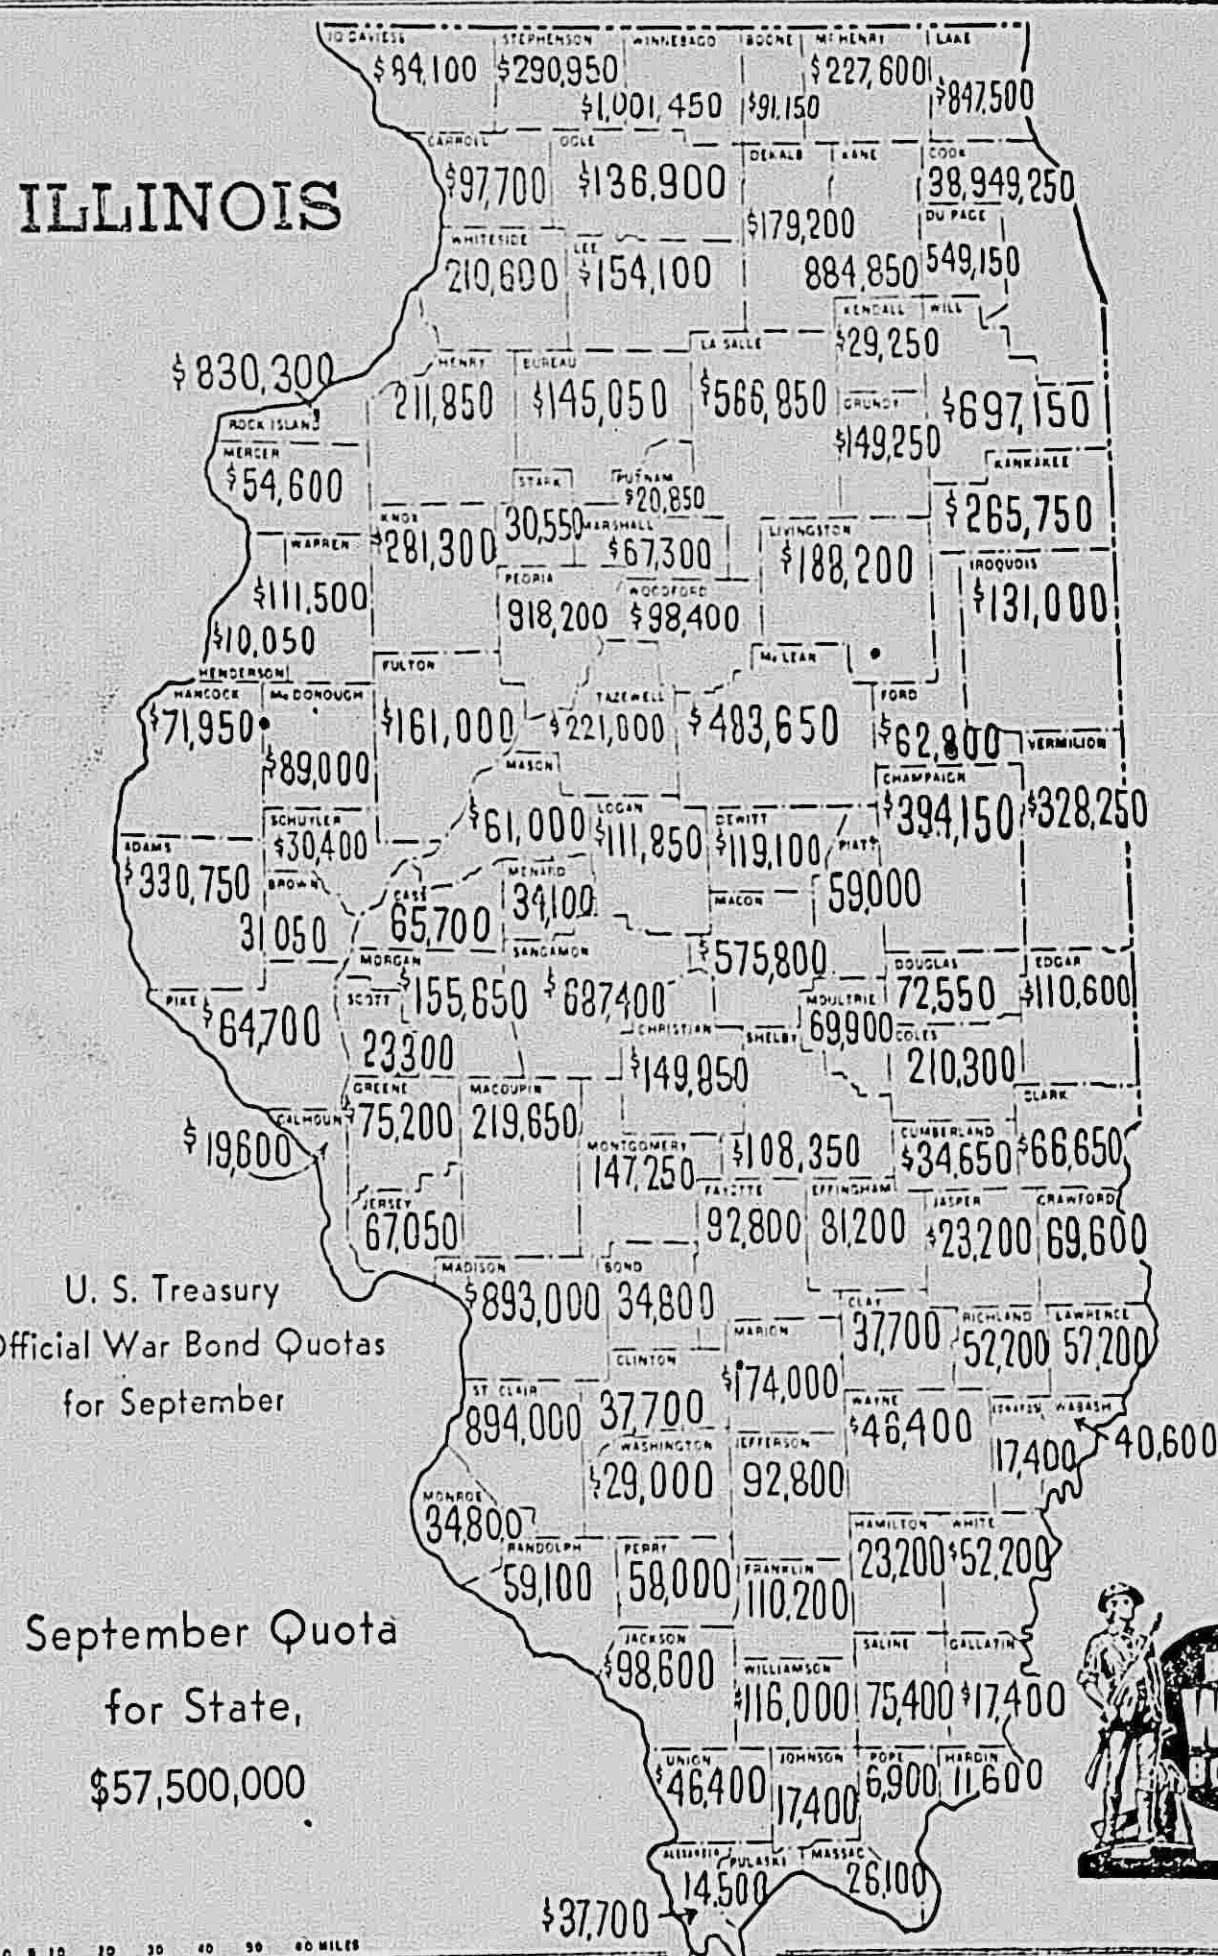 JO DAVIESS STEPHENSON WINNEBAGO BOONE McHENRY LAKE
$84,100 $290,950 $227,600
$1,001,450 $91,150 $847,500
CARROLL OGLE DEKALB KANE COOK
$97,700 $136,900 38,949,250
ILLINOIS
DU PAGE
$179,200
WHITESIDE LEE
210,600 $154,100 884,850 549,150
KENDALL WILL
LA SALLE $29,250
$830,300
HENRY BUREAU
211,850 $145,050 $566,850 GRUNDY $697,150
ROCK ISLAND
$149,250
MERCER KANKAKEE
$54,600 STARK PUTNAM
$20,850 $265,750
KNOX 30,550 MARSHALL LIVINGSTON
WARREN $281,300 $67,300 $188,200 IROQUOIS
PEORIA WOODFORD
$111,500 918,200 $98,400 $131,000
$10,050
HENDERSON FULTON McLEAN
HANCOCK McDONOUGH TAZEWELL FORD
$71,950 $161,000 $221,800 $483,650 $62,800 VERMILION
$89,000 MASON CHAMPAIGN
SCHUYLER $61,000 LOGAN DEWITT $394,150 $328,250
ADAMS $30,400 $111,850 $119,100 PIATT
$330,750 BROWN CASS MENARD MACON 59,000
31050 65,700 34,100
MORGAN SANGAMON $575,800 DOUGLAS EDGAR
PIKE SCOTT $155,650 $687400 MOULTRIE 72,550 $110,600
$64,700 CHRISTIAN SHELBY 69,900 COLES
23300 $149,850 210,300
GREENE MACOUPIN CLARK
CALHOUN $75,200 219,650 CUMBERLAND
$19,600 MONTGOMERY $108,350 $34,650 $66,650
147,250 FAYETTE EFFINGHAM JASPER CRAWFORD
JERSEY 92,800 81,200 $23,200 69,600
67,050
MADISON BOND
U. S. Treasury $893,000 34,800 CLAY
MARION 37,700 RICHLAND LAWRENCE
Official War Bond Quotas CLINTON 52,200 57,200
$174,000
for September ST CLAIR 37,700 WAYNE EDWARDS WABASH
894,000 WASHINGTON JEFFERSON $46,400 17,400 40,600
$29,000 92,800
MONROE
34,800 HAMILTON WHITE
RANDOLPH PERRY FRANKLIN 23,200 $52,200
59,100 58,000 110,200
September Quota JACKSON SALINE GALLATIN
$98,600 WILLIAMSON
for State, $116,000 75,400 $17,400
UNION JOHNSON POPE HARDIN
$57,500,000 $46,400 17,400 6,900 11,600
ALEXANDER PULASKI MASSAC
14,500 26,100
$37,700
0 5 10 20 30 40 50 60 MILES